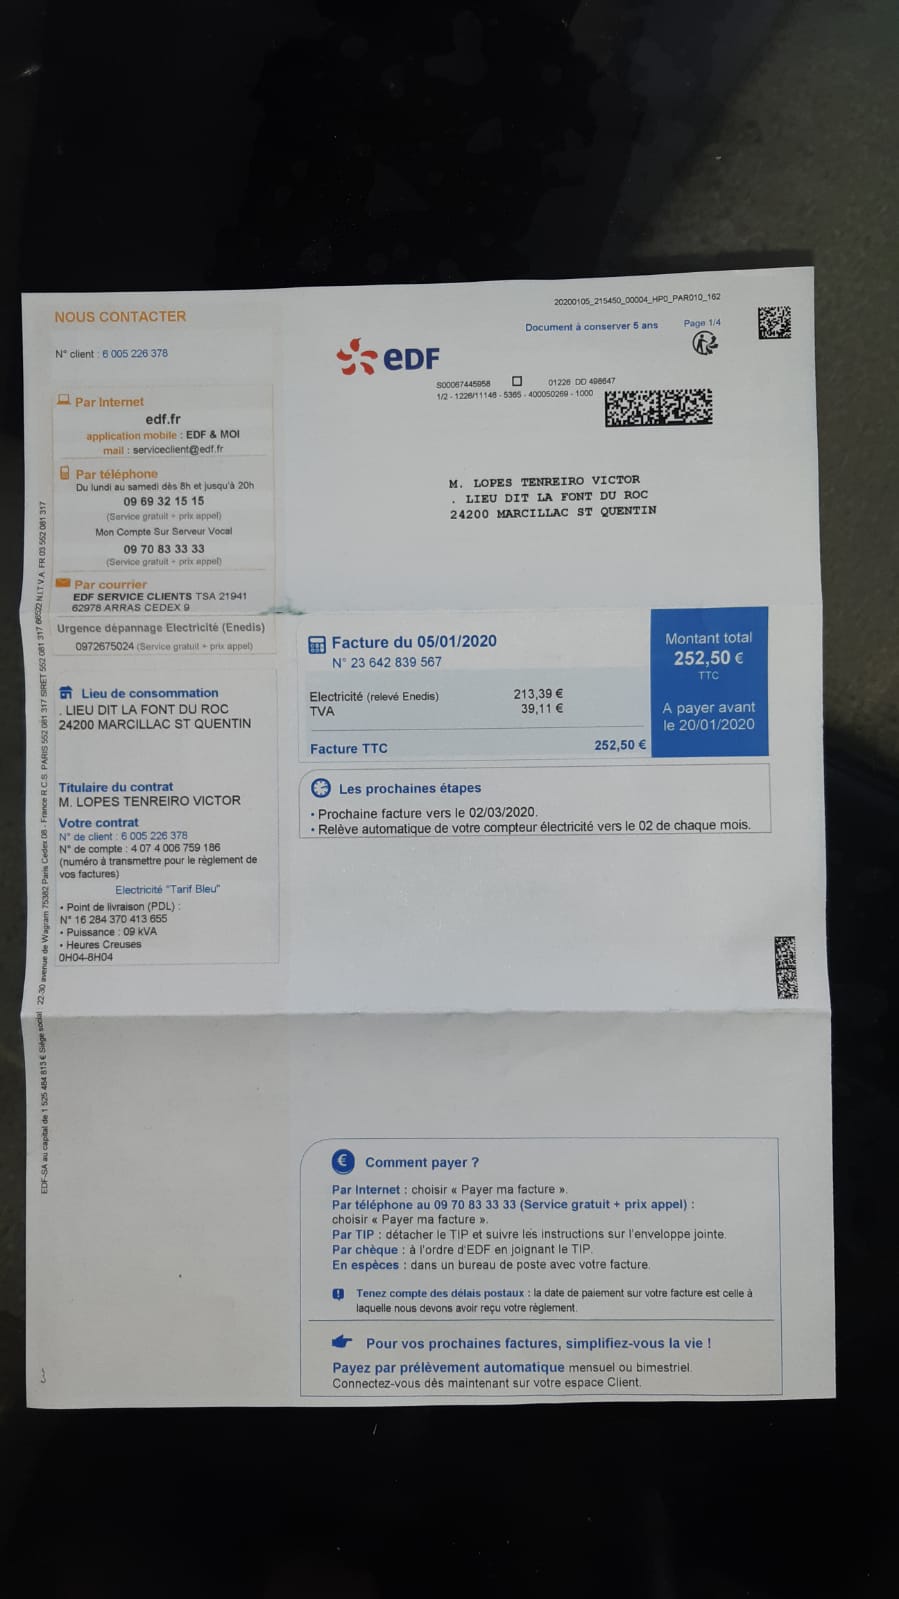 20200105_215450_00004_HP0_PAR010_162
NOUS CONTACTER
Document à conserver 5 ans
Page 1/4
N° client : 6 005 226 378
eDF
S00067445958
01226 DD 498647
1/2 - 1226/11148 - 5365 - 400050269 - 1000
Par Internet
edf.fr
application mobile : EDF & MOI
mail : serviceclient@edf.fr
Par téléphone
Du lundi au samedi dès 8h et jusqu'à 20h
09 69 32 15 15
(Service gratuit + prix appel)
Mon Compte Sur Serveur Vocal
09 70 83 33 33
(Service gratuit + prix appel)
Par courrier
EDF SERVICE CLIENTS TSA 21941
62978 ARRAS CEDEX 9
Urgence dépannage Electricité (Enedis)
0972675024 (Service gratuit + prix appel)
M. LOPES TENREIRO VICTOR
. LIEU DIT LA FONT DU ROC
24200 MARCILLAC ST QUENTIN
Lieu de consommation
. LIEU DIT LA FONT DU ROC
24200 MARCILLAC ST QUENTIN
Titulaire du contrat
M. LOPES TENREIRO VICTOR
Votre contrat
N° de client : 6 005 226 378
N° de compte : 4 07 4 006 759 186
(numéro à transmettre pour le règlement de
vos factures)
Electricité "Tarif Bleu"
• Point de livraison (PDL) :
N° 16 284 370 413 655
• Puissance : 09 kVA
• Heures Creuses
0H04-8H04
Facture du 05/01/2020
N° 23 642 839 567
Electricité (relevé Enedis) 213,39 €
TVA 39,11 €
Facture TTC 252,50 €
Montant total
252,50 €
TTC
A payer avant
le 20/01/2020
Les prochaines étapes
• Prochaine facture vers le 02/03/2020.
• Relève automatique de votre compteur électricité vers le 02 de chaque mois.
Comment payer ?
Par Internet : choisir « Payer ma facture ».
Par téléphone au 09 70 83 33 33 (Service gratuit + prix appel) :
choisir « Payer ma facture ».
Par TIP : détacher le TIP et suivre les instructions sur l'enveloppe jointe.
Par chèque : à l'ordre d'EDF en joignant le TIP.
En espèces : dans un bureau de poste avec votre facture.
Tenez compte des délais postaux : la date de paiement sur votre facture est celle à
laquelle nous devons avoir reçu votre règlement.
Pour vos prochaines factures, simplifiez-vous la vie !
Payez par prélèvement automatique mensuel ou bimestriel.
Connectez-vous dès maintenant sur votre espace Client.
EDF-SA au capital de 1 525 484 813 € Siège social : 22-30 avenue de Wagram 75382 Paris Cedex 08 - France R.C.S. PARIS 552 081 317 SIRET 552 081 317 66522 N.I.T.V.A. FR 03 552 081 317